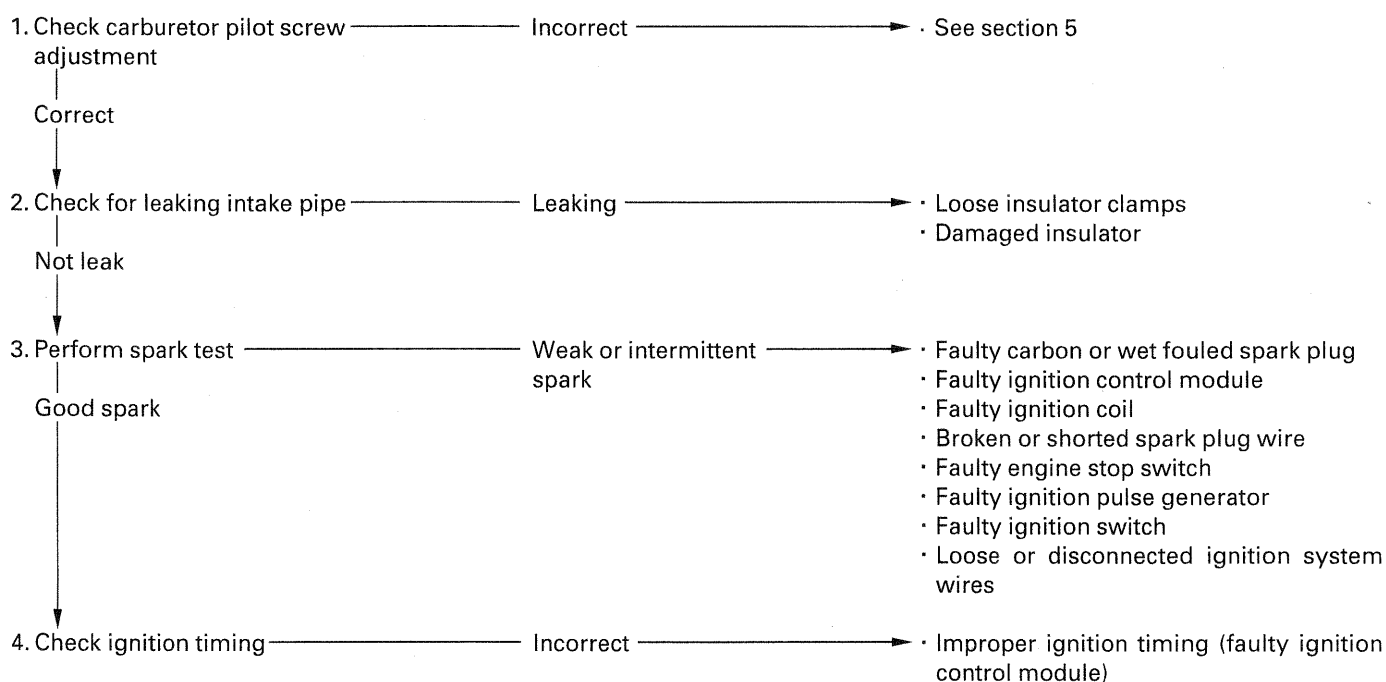 1. Check carburetor pilot screw Incorrect · See section 5
adjustment
Correct
2. Check for leaking intake pipe Leaking · Loose insulator clamps
· Damaged insulator
Not leak
3. Perform spark test Weak or intermittent · Faulty carbon or wet fouled spark plug
spark · Faulty ignition control module
Good spark · Faulty ignition coil
· Broken or shorted spark plug wire
· Faulty engine stop switch
· Faulty ignition pulse generator
· Faulty ignition switch
· Loose or disconnected ignition system
wires
4. Check ignition timing Incorrect · Improper ignition timing (faulty ignition
control module)